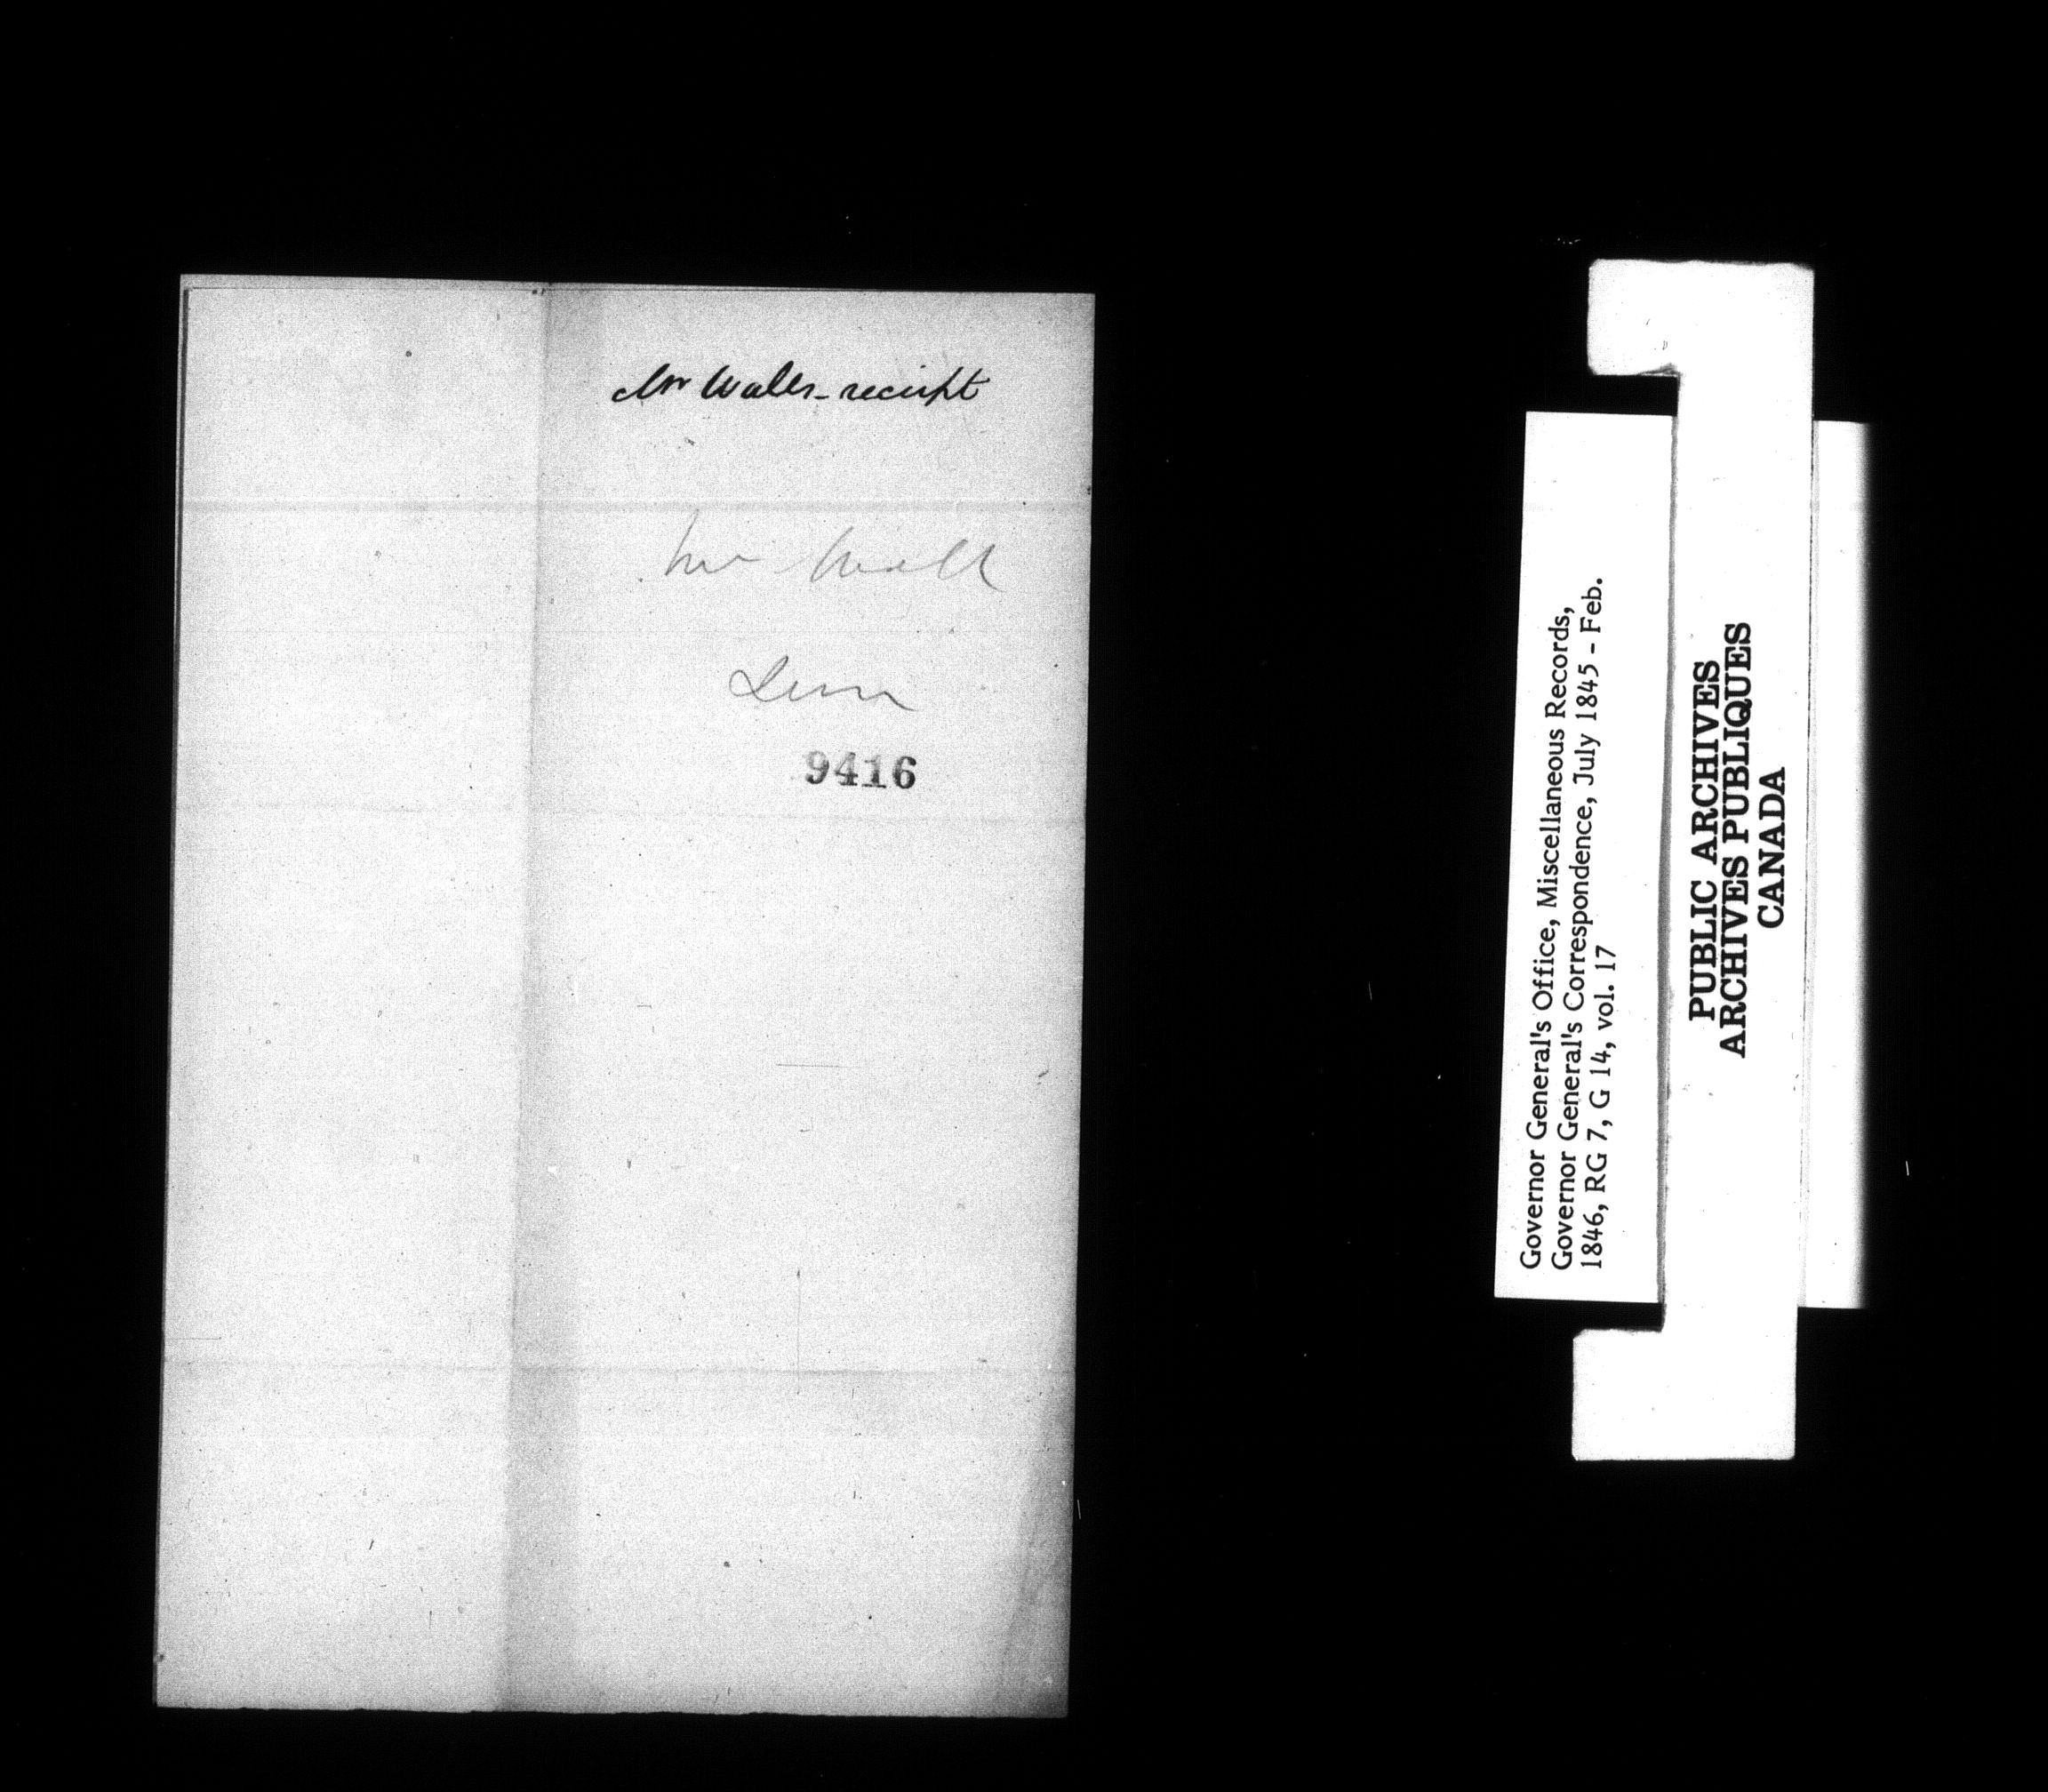 Mr Walls - receipt
Mr Wall
9416
Governor General's Office, Miscellaneous Records,
Governor General's Correspondence, July 1845 - Feb.
1846, RG 7, G 14, vol. 17
PUBLIC ARCHIVES
ARCHIVES PUBLIQUES
CANADA